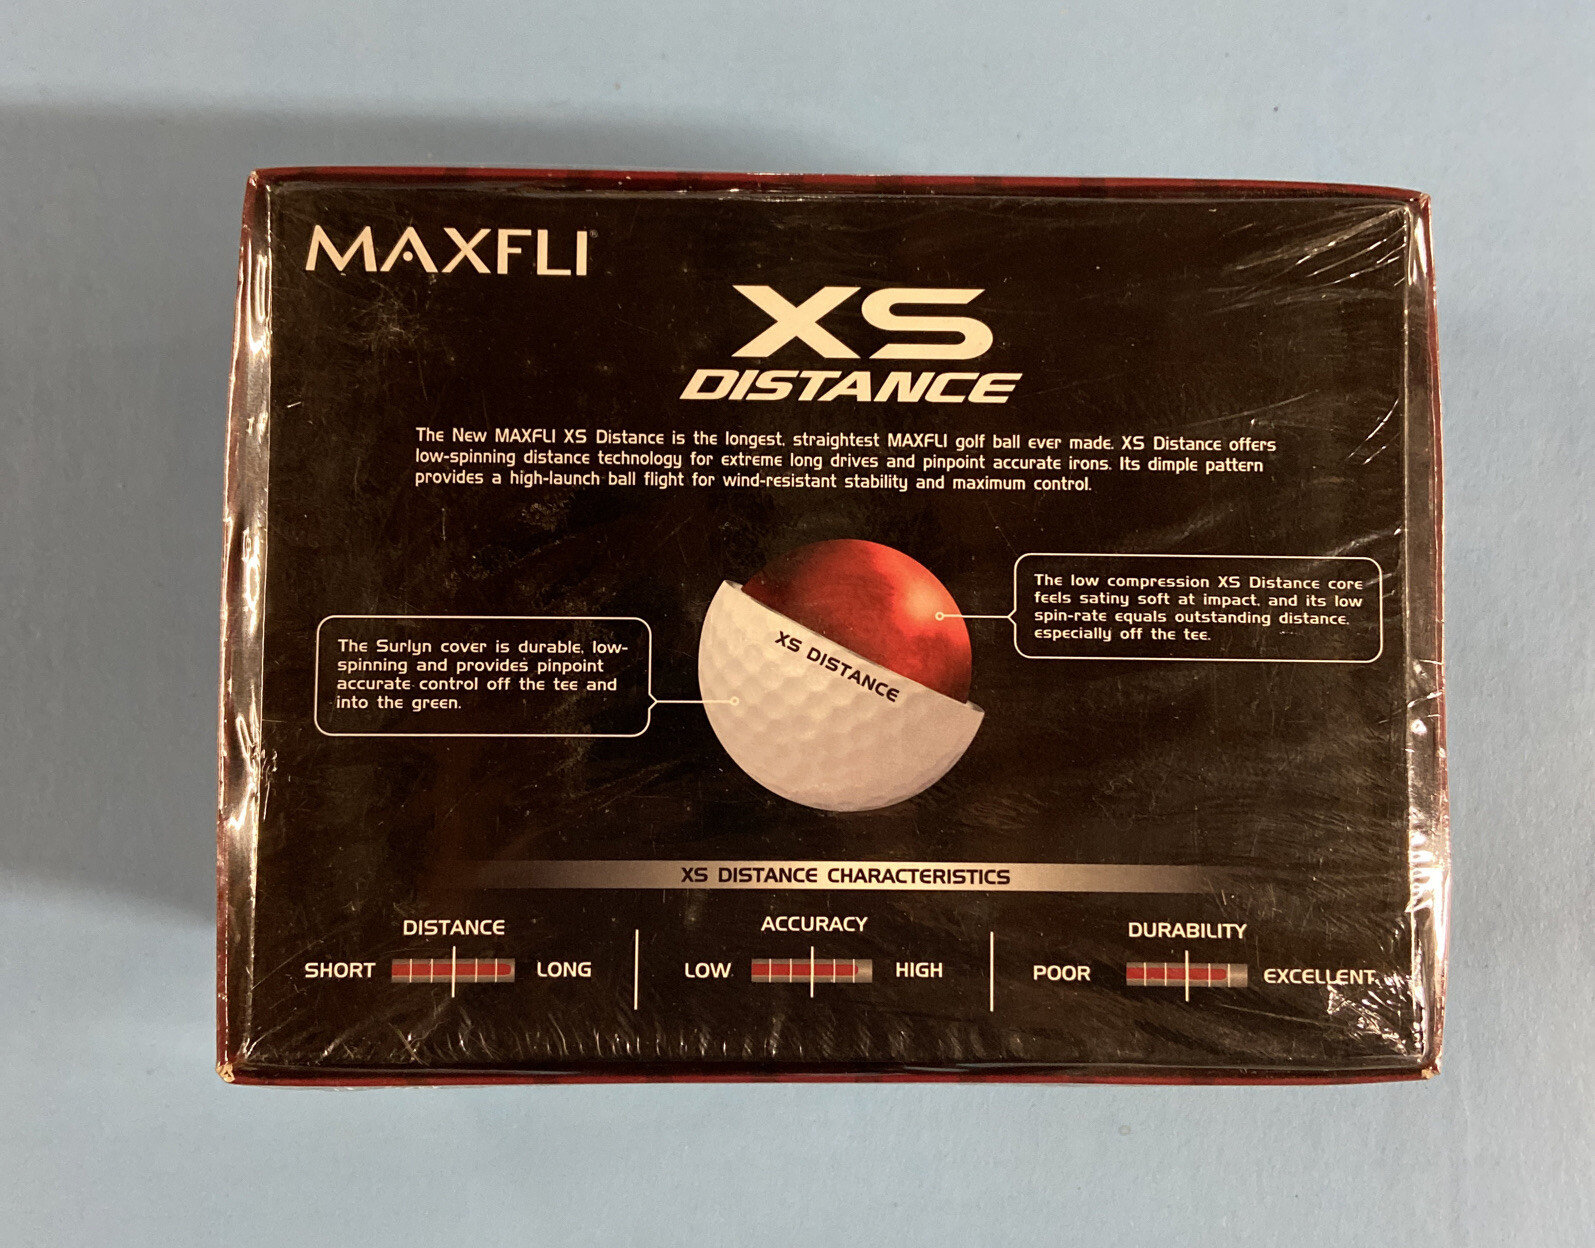 MAXFLI®
XS
DISTANCE
The New MAXFLI XS Distance is the longest, straightest MAXFLI golf ball ever made. XS Distance offers
low-spinning distance technology for extreme long drives and pinpoint accurate irons. Its dimple pattern
provides a high-launch ball flight for wind-resistant stability and maximum control.
The low compression XS Distance core
feels satiny soft at impact, and its low
spin-rate equals outstanding distance,
especially off the tee.
The Surlyn cover is durable, low-
spinning and provides pinpoint
accurate control off the tee and
into the green.
XS DISTANCE
XS DISTANCE CHARACTERISTICS
DISTANCE
SHORT LONG
ACCURACY
LOW HIGH
DURABILITY
POOR EXCELLENT